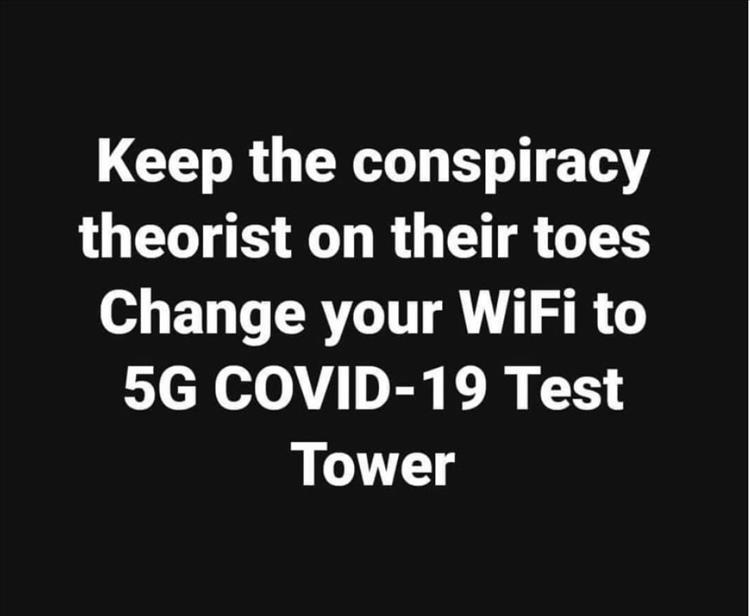 Keep the conspiracy
theorist on their toes
Change your WiFi to
5G COVID-19 Test
Tower